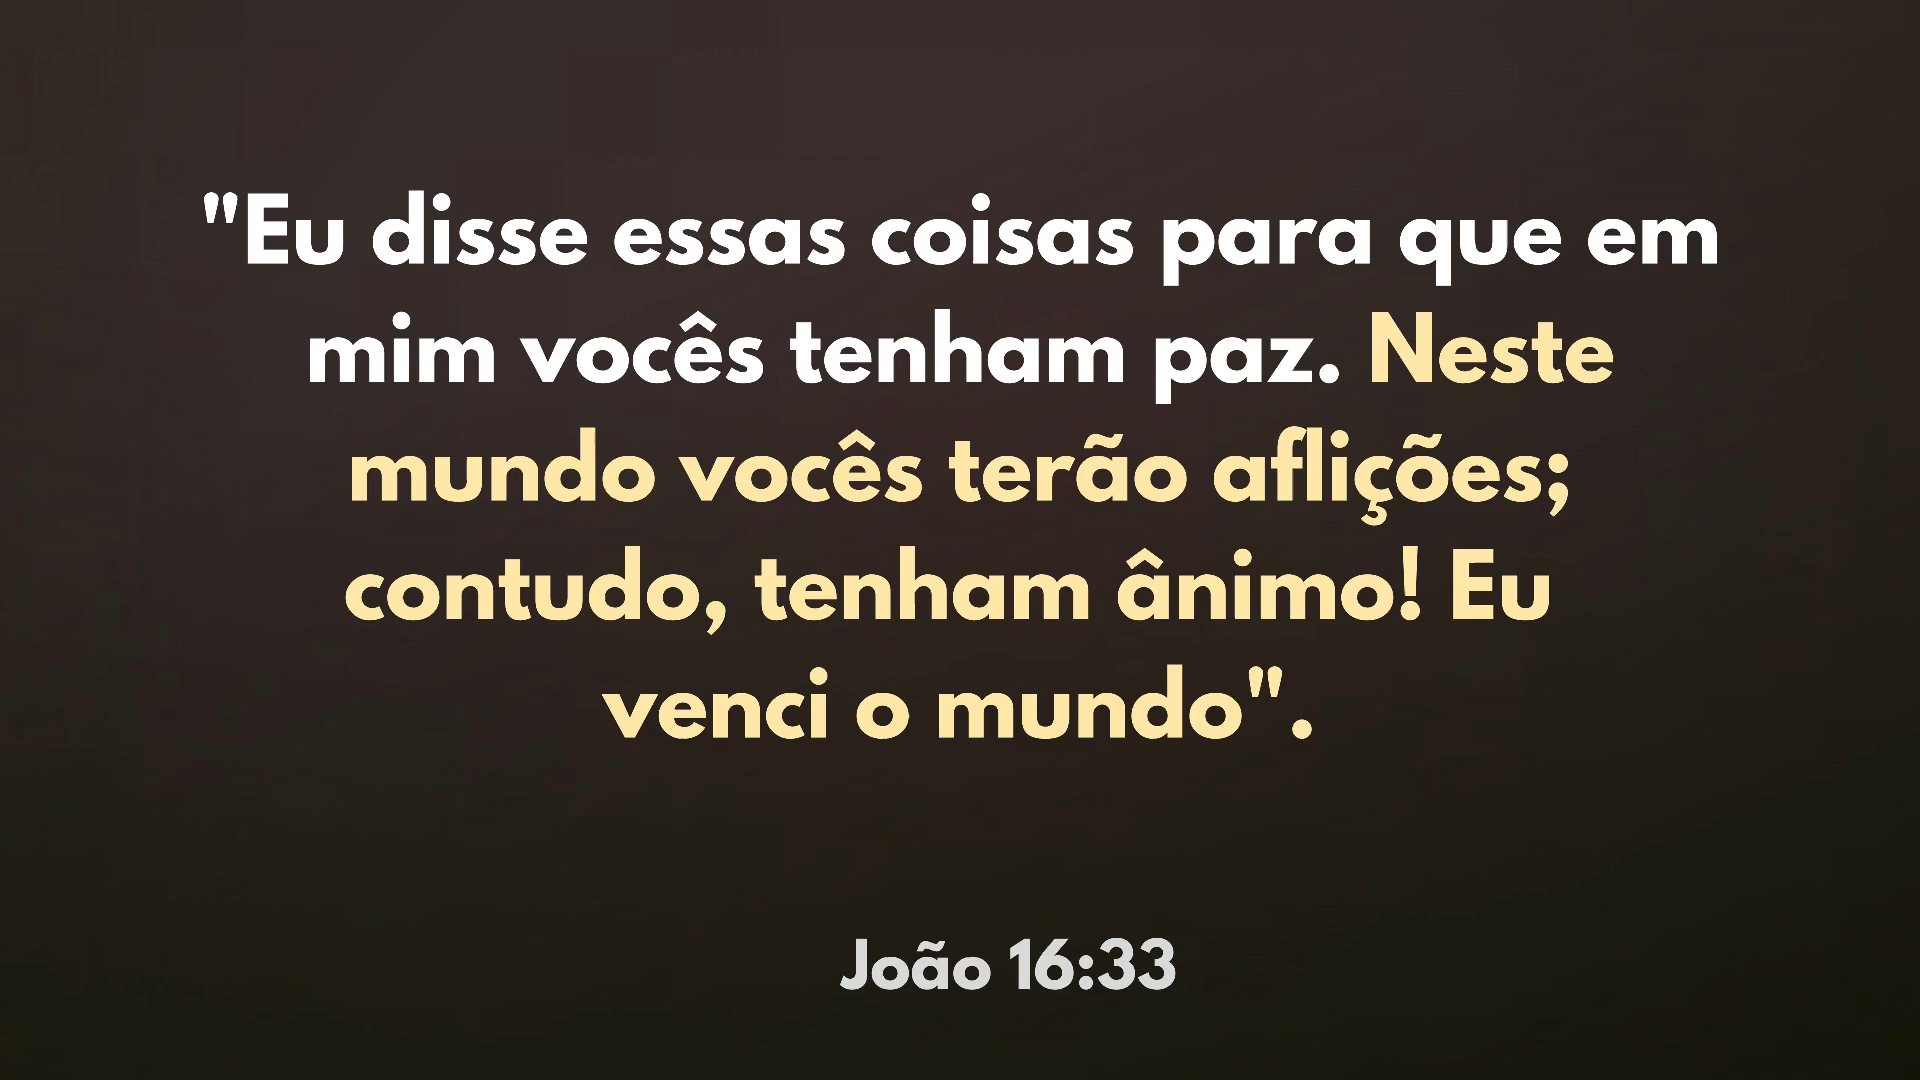 "Eu disse essas coisas para que em
mim vocês tenham paz. Neste
mundo vocês terão aflições;
contudo, tenham ânimo! Eu
venci o mundo".
João 16:33